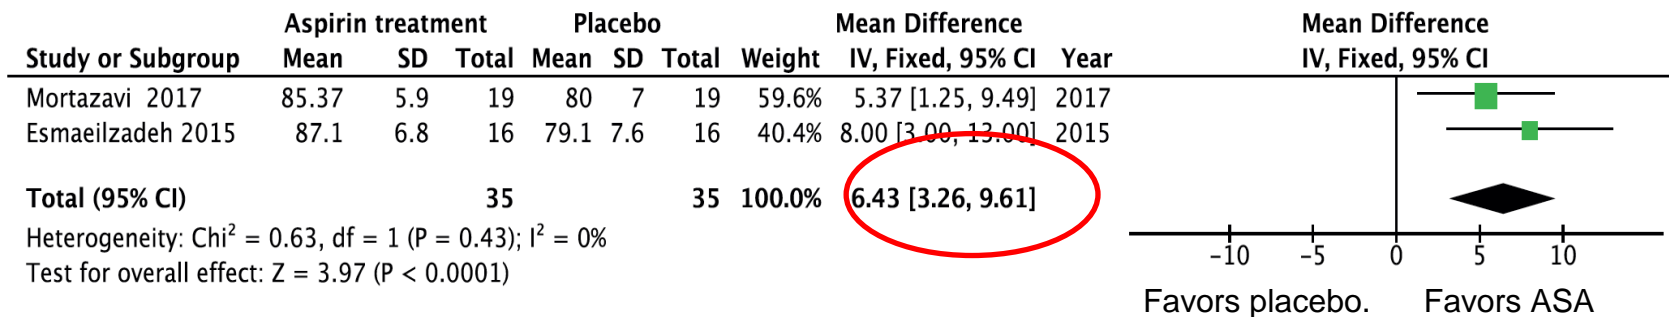 Aspirin treatment Placebo Mean Difference Mean Difference
Study or Subgroup Mean SD Total Mean SD Total Weight IV, Fixed, 95% CI Year IV, Fixed, 95% CI
Mortazavi 2017 85.37 5.9 19 80 7 19 59.6% 5.37 [1.25, 9.49] 2017
Esmaeilzadeh 2015 87.1 6.8 16 79.1 7.6 16 40.4% 8.00 [3.00, 13.00] 2015
Total (95% CI) 35 35 100.0% 6.43 [3.26, 9.61]
Heterogeneity: Chi² = 0.63, df = 1 (P = 0.43); I² = 0%
Test for overall effect: Z = 3.97 (P < 0.0001)
−10 −5 0 5 10
Favors placebo. Favors ASA